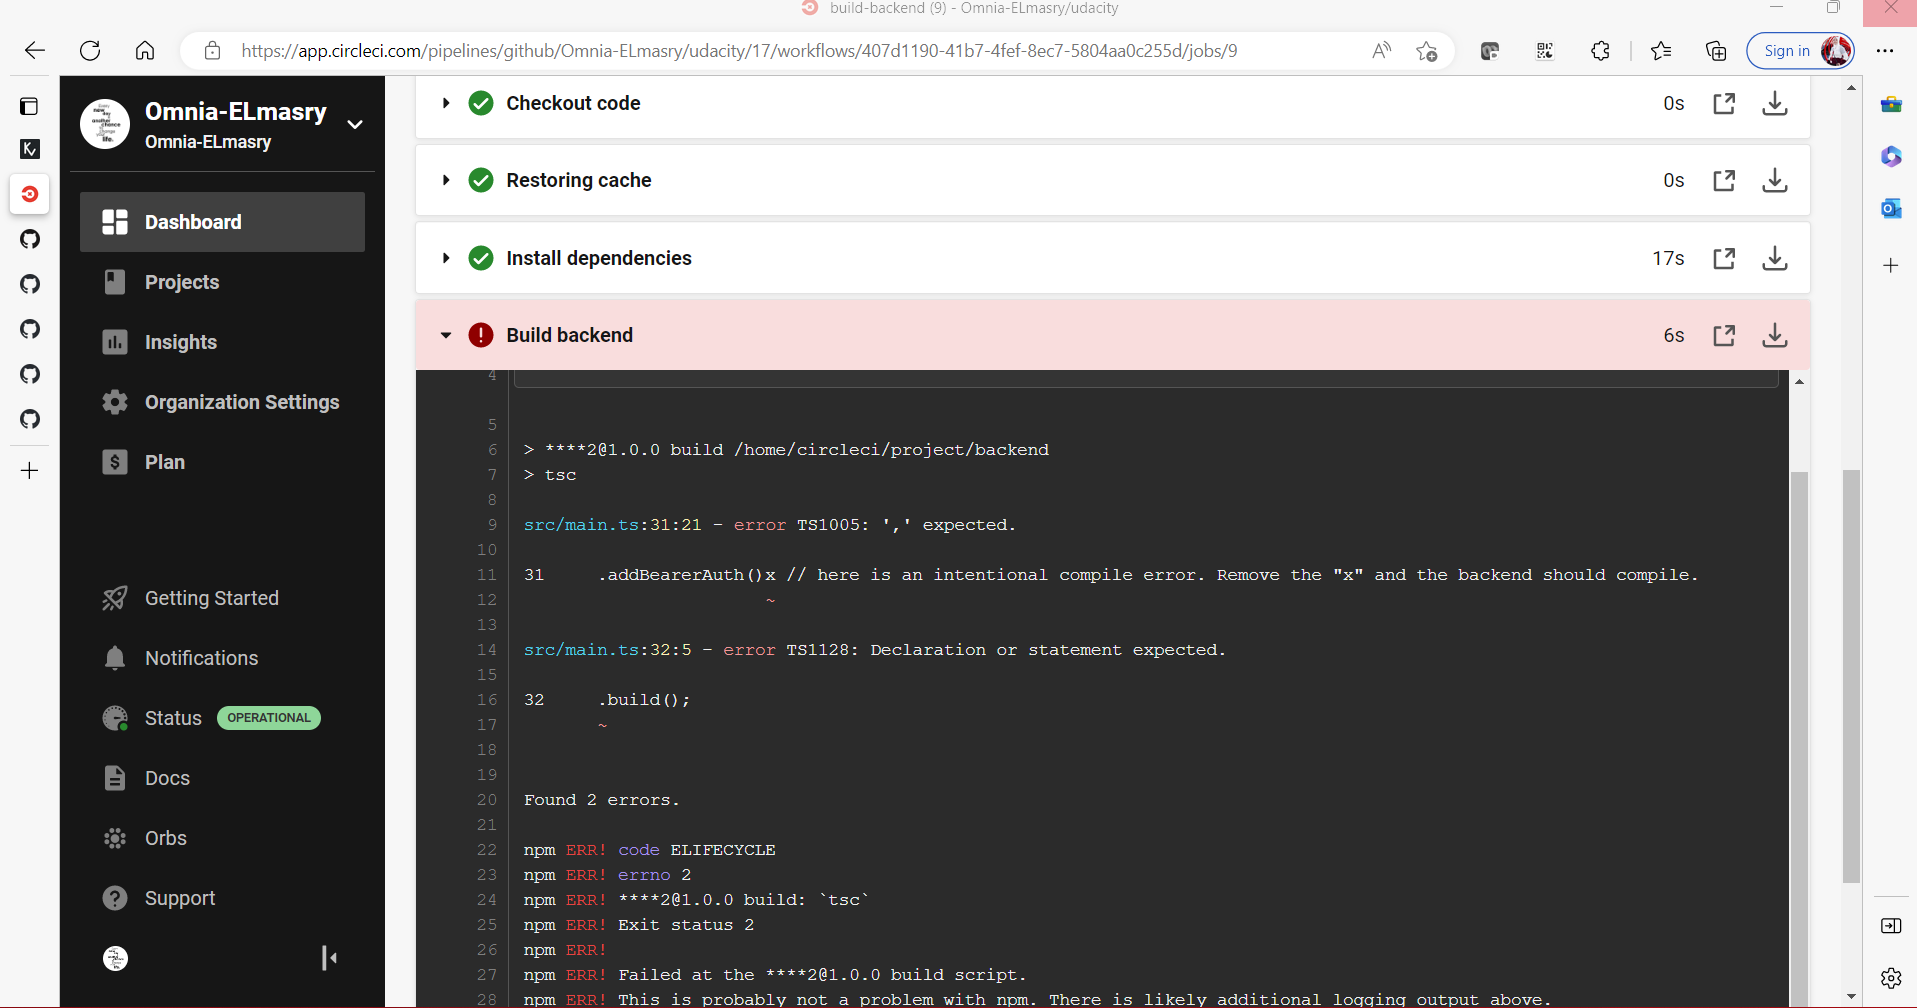 build-backend (9) - Omnia-ELmasry/udacity
https://app.circleci.com/pipelines/github/Omnia-ELmasry/udacity/17/workflows/407d1190-41b7-4fef-8ec7-5804aa0c255d/jobs/9
Sign in
Omnia-ELmasry
Omnia-ELmasry
Dashboard
Projects
Insights
Organization Settings
Plan
Getting Started
Notifications
Status OPERATIONAL
Docs
Orbs
Support
Checkout code 0s
Restoring cache 0s
Install dependencies 17s
Build backend 6s
4
5
6 > ****2@1.0.0 build /home/circleci/project/backend
7 > tsc
8
9 src/main.ts:31:21 - error TS1005: ',' expected.
10
11 31 .addBearerAuth()x // here is an intentional compile error. Remove the "x" and the backend should compile.
12 ~
13
14 src/main.ts:32:5 - error TS1128: Declaration or statement expected.
15
16 32 .build();
17 ~
18
19
20 Found 2 errors.
21
22 npm ERR! code ELIFECYCLE
23 npm ERR! errno 2
24 npm ERR! ****2@1.0.0 build: `tsc`
25 npm ERR! Exit status 2
26 npm ERR!
27 npm ERR! Failed at the ****2@1.0.0 build script.
28 npm ERR! This is probably not a problem with npm. There is likely additional logging output above.